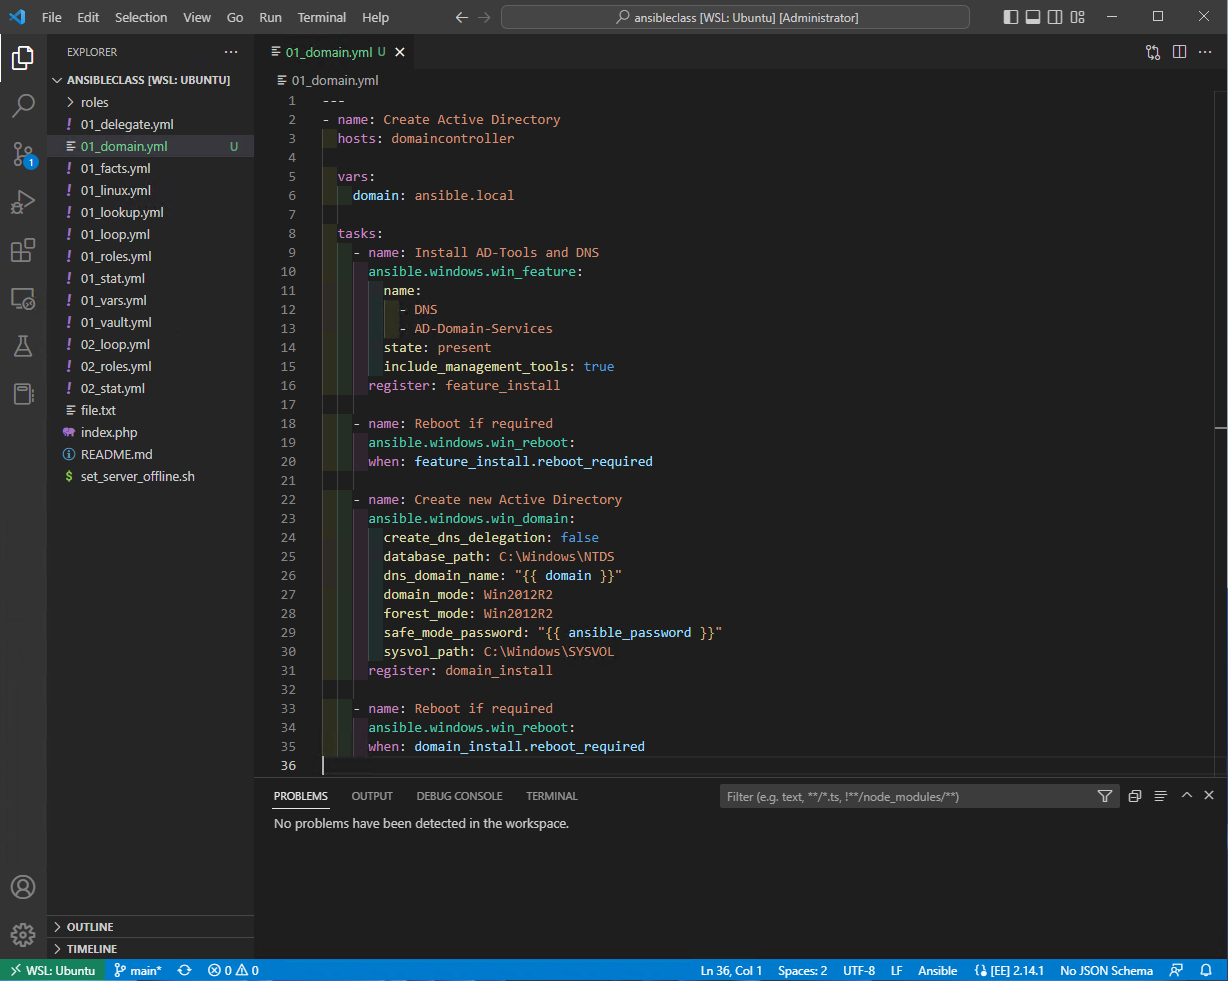 File Edit Selection View Go Run Terminal Help
ansibleclass [WSL: Ubuntu] [Administrator]
EXPLORER
ANSIBLECLASS [WSL: UBUNTU]
roles
! 01_delegate.yml
01_domain.yml U
! 01_facts.yml
! 01_linux.yml
! 01_lookup.yml
! 01_loop.yml
! 01_roles.yml
! 01_stat.yml
! 01_vars.yml
! 01_vault.yml
! 02_loop.yml
! 02_roles.yml
! 02_stat.yml
file.txt
index.php
README.md
$ set_server_offline.sh
1
OUTLINE
TIMELINE
01_domain.yml U
01_domain.yml
1 ---
2 - name: Create Active Directory
3 hosts: domaincontroller
4
5 vars:
6 domain: ansible.local
7
8 tasks:
9 - name: Install AD-Tools and DNS
10 ansible.windows.win_feature:
11 name:
12 - DNS
13 - AD-Domain-Services
14 state: present
15 include_management_tools: true
16 register: feature_install
17
18 - name: Reboot if required
19 ansible.windows.win_reboot:
20 when: feature_install.reboot_required
21
22 - name: Create new Active Directory
23 ansible.windows.win_domain:
24 create_dns_delegation: false
25 database_path: C:\Windows\NTDS
26 dns_domain_name: "{{ domain }}"
27 domain_mode: Win2012R2
28 forest_mode: Win2012R2
29 safe_mode_password: "{{ ansible_password }}"
30 sysvol_path: C:\Windows\SYSVOL
31 register: domain_install
32
33 - name: Reboot if required
34 ansible.windows.win_reboot:
35 when: domain_install.reboot_required
36
PROBLEMS OUTPUT DEBUG CONSOLE TERMINAL
Filter (e.g. text, **/*.ts, !**/node_modules/**)
No problems have been detected in the workspace.
WSL: Ubuntu main* 0 0 Ln 36, Col 1 Spaces: 2 UTF-8 LF Ansible [EE] 2.14.1 No JSON Schema